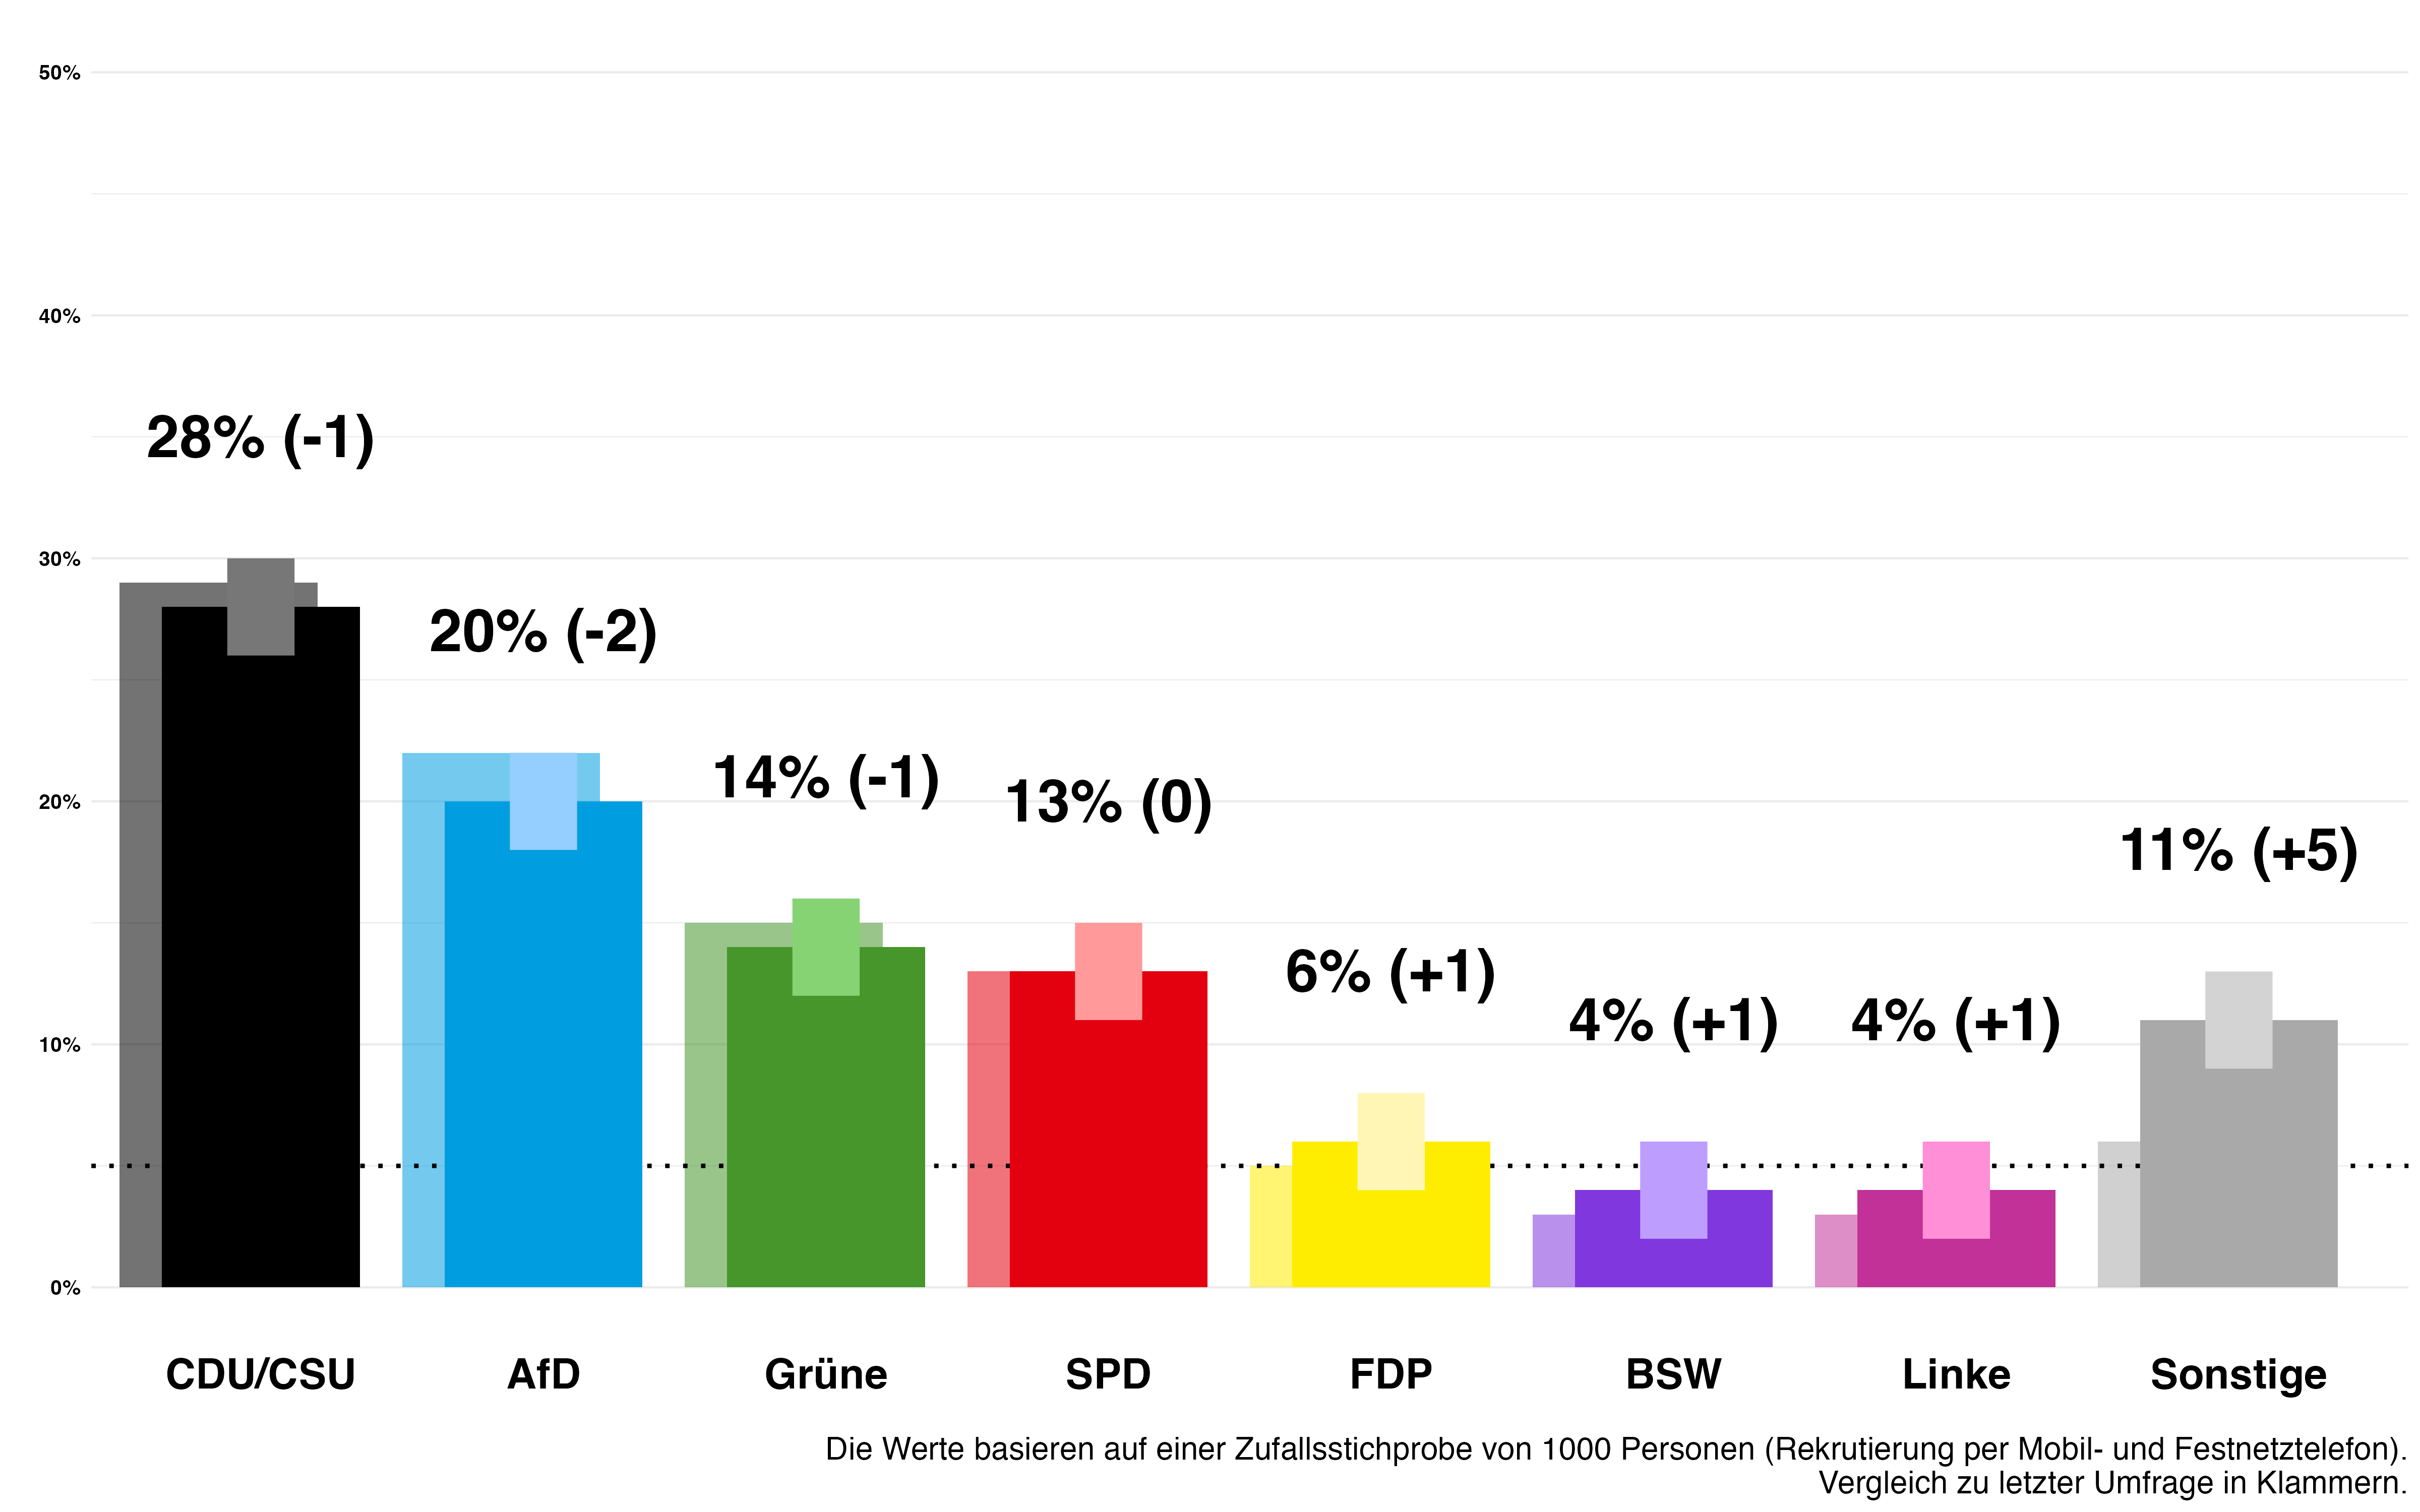 50%
40%
30%
20%
10%
0%
28% (-1)
20% (-2)
14% (-1)
13% (0)
6% (+1)
4% (+1)
4% (+1)
11% (+5)
CDU/CSU
AfD
Grüne
SPD
FDP
BSW
Linke
Sonstige
Die Werte basieren auf einer Zufallsstichprobe von 1000 Personen (Rekrutierung per Mobil- und Festnetztelefon).
Vergleich zu letzter Umfrage in Klammern.